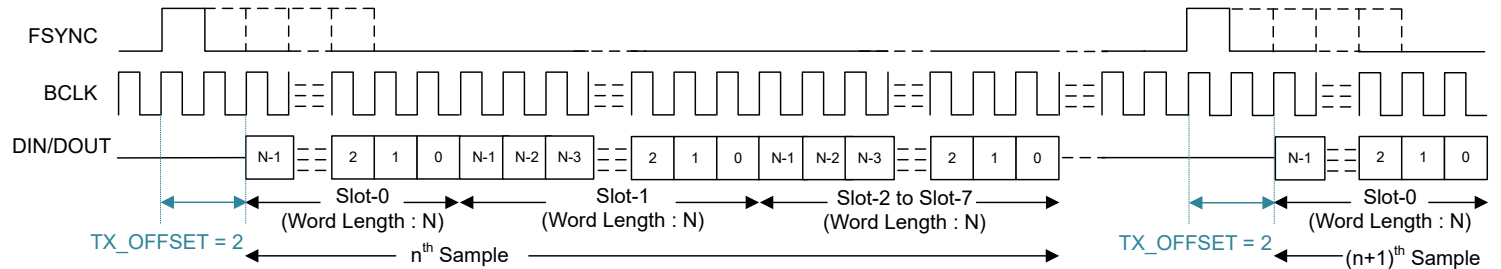 FSYNC
BCLK
DIN/DOUT N-1 2 1 0 N-1 N-2 N-3 2 1 0 N-1 N-2 N-3 2 1 0 N-1 2 1 0
Slot-0 Slot-1 Slot-2 to Slot-7 Slot-0
(Word Length : N) (Word Length : N) (Word Length : N) (Word Length : N)
TX_OFFSET = 2 TX_OFFSET = 2
nth Sample (n+1)th Sample